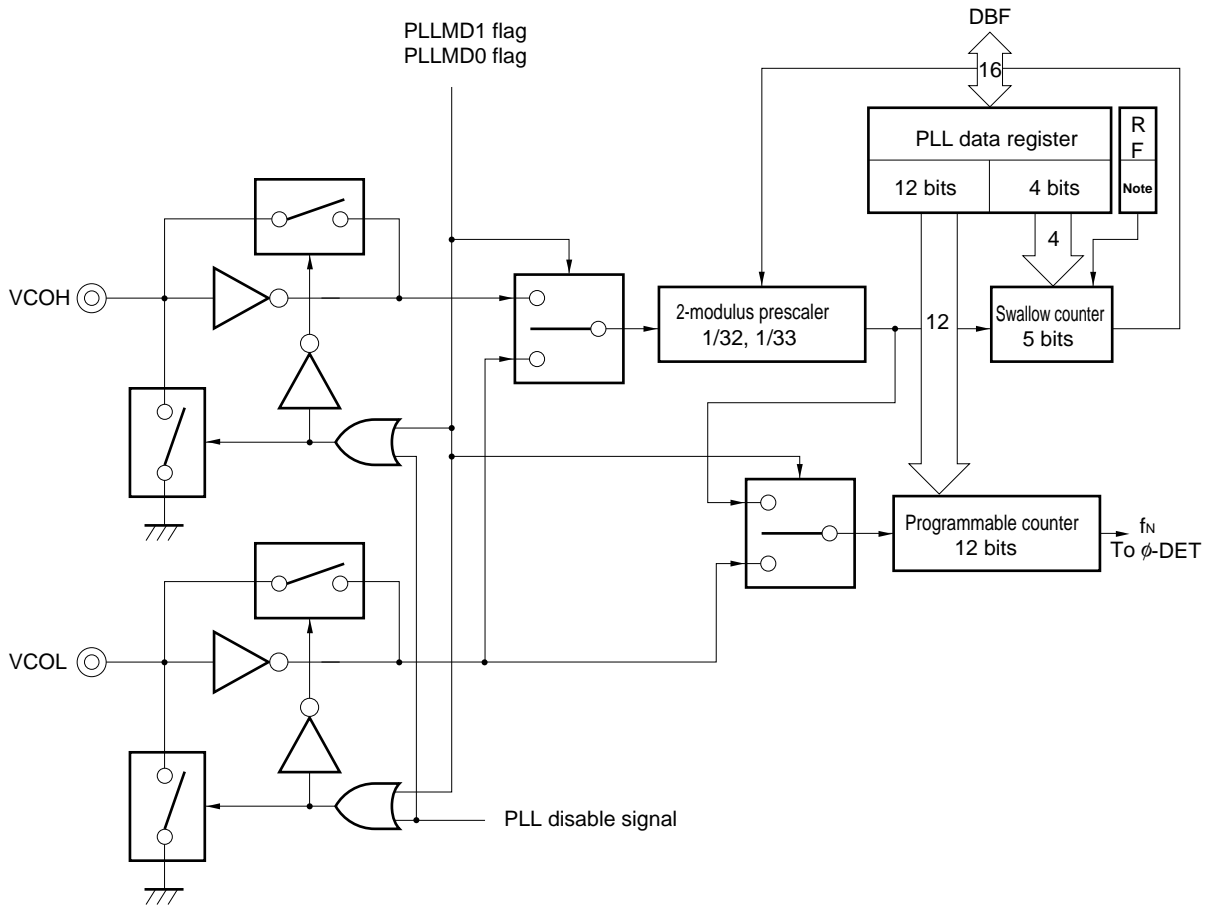 PLLMD1 flag
PLLMD0 flag
DBF
16
PLL data register
12 bits
4 bits
R
F
Note
4
VCOH
2-modulus prescaler
1/32, 1/33
12
Swallow counter
5 bits
Programmable counter
12 bits
fN
To ϕ-DET
VCOL
PLL disable signal